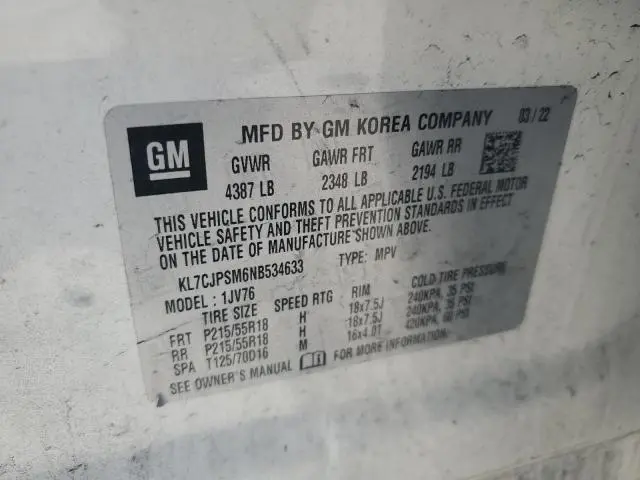 GM
MFD BY GM KOREA COMPANY 03/22
GVWR GAWR FRT GAWR RR
4387 LB 2348 LB 2194 LB
THIS VEHICLE CONFORMS TO ALL APPLICABLE U.S. FEDERAL MOTOR
VEHICLE SAFETY AND THEFT PREVENTION STANDARDS IN EFFECT
ON THE DATE OF MANUFACTURE SHOWN ABOVE.
KL7CJPSM6NB534633 TYPE: MPV
MODEL: 1JV76
TIRE SIZE SPEED RTG RIM COLD TIRE PRESSURE
FRT P215/55R18 H 18x7.5J 240KPA, 35 PSI
RR P215/55R18 H 18x7.5J 240KPA, 35 PSI
SPA T125/70D16 M 16x4.0T 420KPA, 60 PSI
SEE OWNER'S MANUAL FOR MORE INFORMATION.